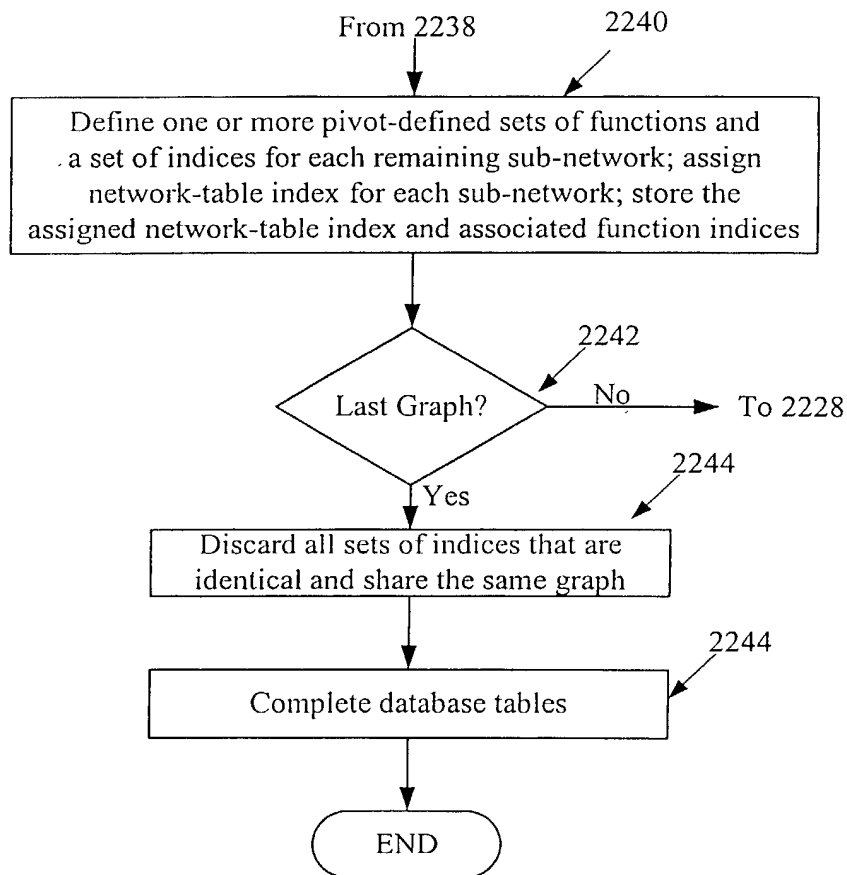 From 2238
2240
Define one or more pivot-defined sets of functions and
a set of indices for each remaining sub-network; assign
network-table index for each sub-network; store the
assigned network-table index and associated function indices
2242
Last Graph?
No
To 2228
Yes
2244
Discard all sets of indices that are
identical and share the same graph
2244
Complete database tables
END